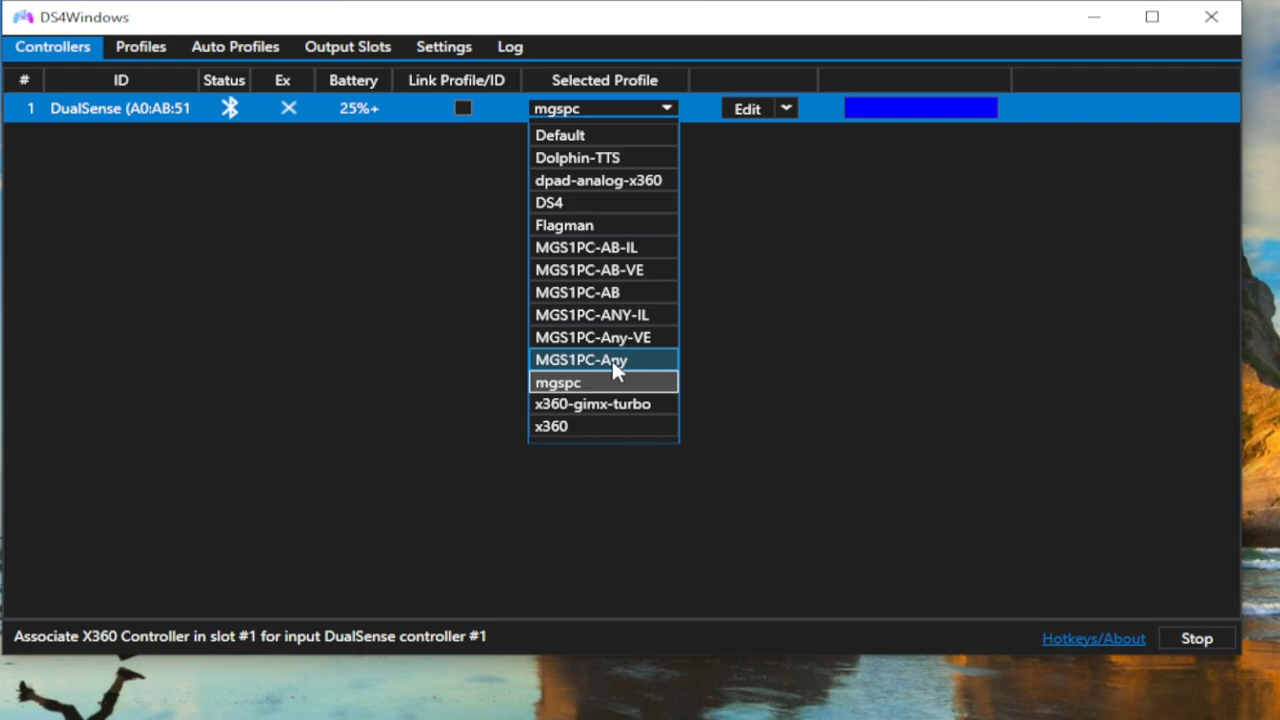 DS4Windows
Controllers Profiles Auto Profiles Output Slots Settings Log
# ID Status Ex Battery Link Profile/ID Selected Profile
1 DualSense (A0:AB:51 25%+ mgspc Edit
Default
Dolphin-TTS
dpad-analog-x360
DS4
Flagman
MGS1PC-AB-IL
MGS1PC-AB-VE
MGS1PC-AB
MGS1PC-ANY-IL
MGS1PC-Any-VE
MGS1PC-Any
mgspc
x360-gimx-turbo
x360
Associate X360 Controller in slot #1 for input DualSense controller #1 Hotkeys/About Stop